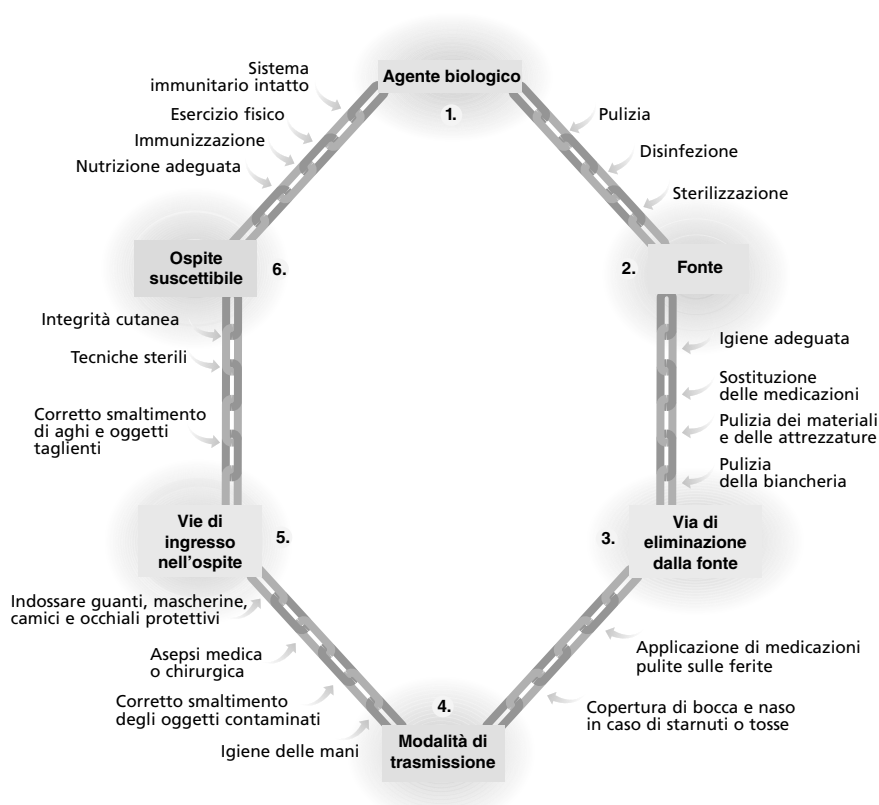 Agente biologico
1.
Pulizia
Disinfezione
Sterilizzazione
2.
Fonte
Igiene adeguata
Sostituzione
delle medicazioni
Pulizia dei materiali
e delle attrezzature
Pulizia
della biancheria
3.
Via di
eliminazione
dalla fonte
Applicazione di medicazioni
pulite sulle ferite
Copertura di bocca e naso
in caso di starnuti o tosse
4.
Modalità di
trasmissione
Igiene delle mani
Corretto smaltimento
degli oggetti contaminati
Asepsi medica
o chirurgica
Indossare guanti, mascherine,
camici e occhiali protettivi
5.
Vie di
ingresso
nell'ospite
Corretto smaltimento
di aghi e oggetti
taglienti
Tecniche sterili
Integrità cutanea
6.
Ospite
suscettibile
Nutrizione adeguata
Immunizzazione
Esercizio fisico
Sistema
immunitario intatto